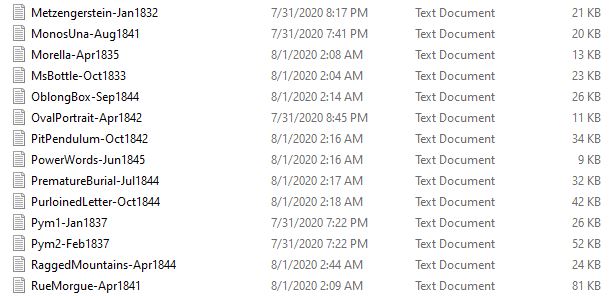 Metzengerstein-Jan1832 7/31/2020 8:17 PM Text Document 21 KB
MonosUna-Aug1841 7/31/2020 7:41 PM Text Document 20 KB
Morella-Apr1835 8/1/2020 2:08 AM Text Document 13 KB
MsBottle-Oct1833 8/1/2020 2:04 AM Text Document 23 KB
OblongBox-Sep1844 8/1/2020 2:14 AM Text Document 26 KB
OvalPortrait-Apr1842 7/31/2020 8:45 PM Text Document 11 KB
PitPendulum-Oct1842 8/1/2020 2:16 AM Text Document 34 KB
PowerWords-Jun1845 8/1/2020 2:16 AM Text Document 9 KB
PrematureBurial-Jul1844 8/1/2020 2:17 AM Text Document 32 KB
PurloinedLetter-Oct1844 8/1/2020 2:18 AM Text Document 42 KB
Pym1-Jan1837 7/31/2020 7:22 PM Text Document 26 KB
Pym2-Feb1837 7/31/2020 7:22 PM Text Document 52 KB
RaggedMountains-Apr1844 8/1/2020 2:44 AM Text Document 24 KB
RueMorgue-Apr1841 8/1/2020 2:09 AM Text Document 81 KB